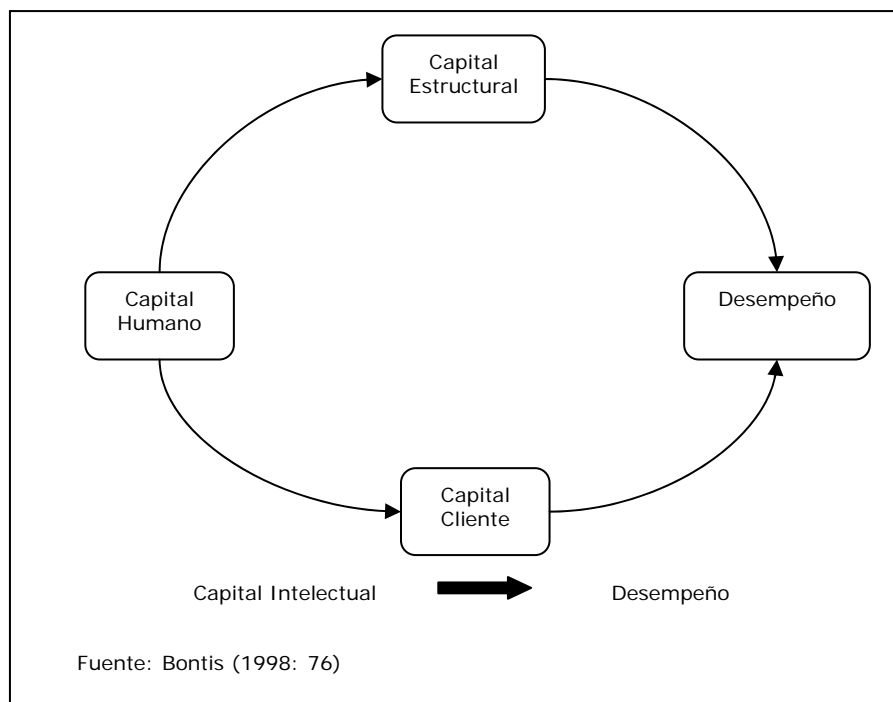 Capital
Estructural
Capital
Humano
Desempeño
Capital
Cliente
Capital Intelectual Desempeño
Fuente: Bontis (1998: 76)